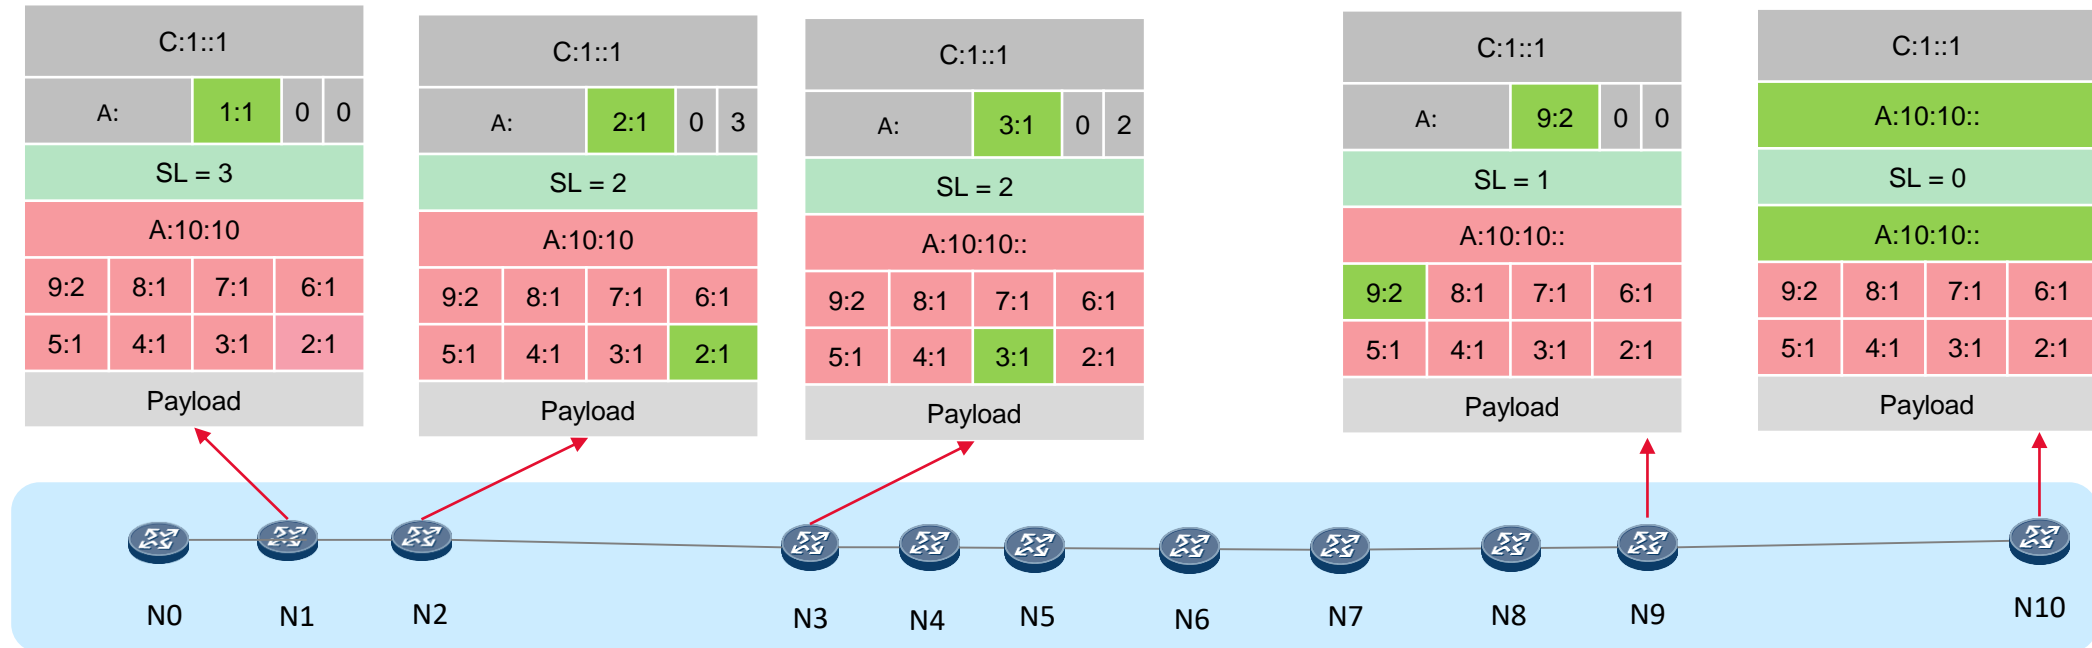 C:1::1
A: 1:1 0 0
SL = 3
A:10:10
9:2 8:1 7:1 6:1
5:1 4:1 3:1 2:1
Payload
C:1::1
A: 2:1 0 3
SL = 2
A:10:10
9:2 8:1 7:1 6:1
5:1 4:1 3:1 2:1
Payload
C:1::1
A: 3:1 0 2
SL = 2
A:10:10::
9:2 8:1 7:1 6:1
5:1 4:1 3:1 2:1
Payload
C:1::1
A: 9:2 0 0
SL = 1
A:10:10::
9:2 8:1 7:1 6:1
5:1 4:1 3:1 2:1
Payload
C:1::1
A:10:10::
SL = 0
A:10:10::
9:2 8:1 7:1 6:1
5:1 4:1 3:1 2:1
Payload
N0 N1 N2 N3 N4 N5 N6 N7 N8 N9 N10